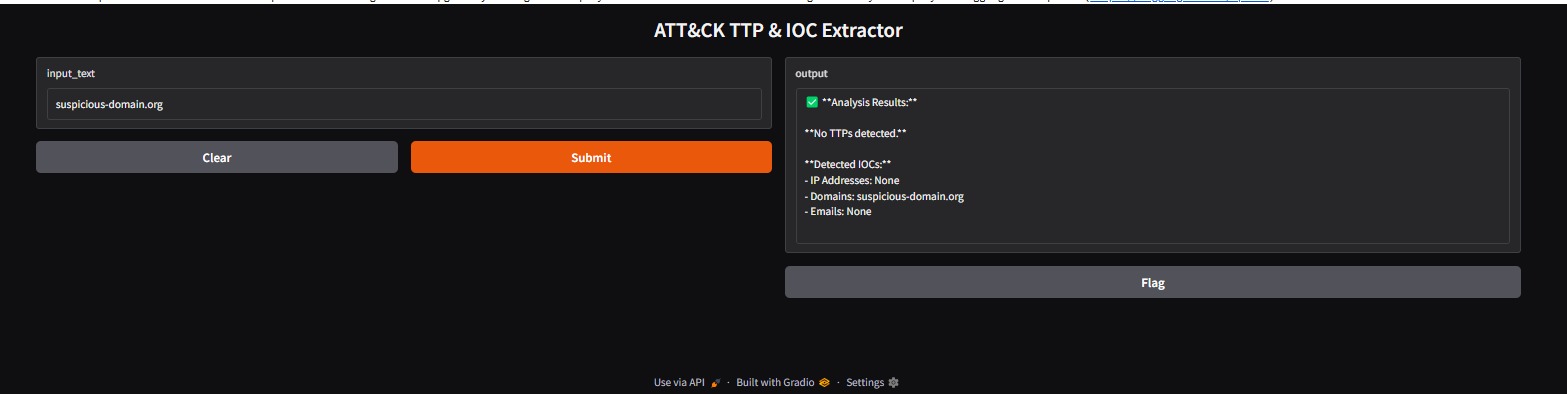 ATT&CK TTP & IOC Extractor
input_text
suspicious-domain.org
Clear
Submit
output
✅ **Analysis Results:**
**No TTPs detected.**
**Detected IOCs:**
- IP Addresses: None
- Domains: suspicious-domain.org
- Emails: None
Flag
Use via API 🚀 · Built with Gradio · Settings ⚙️